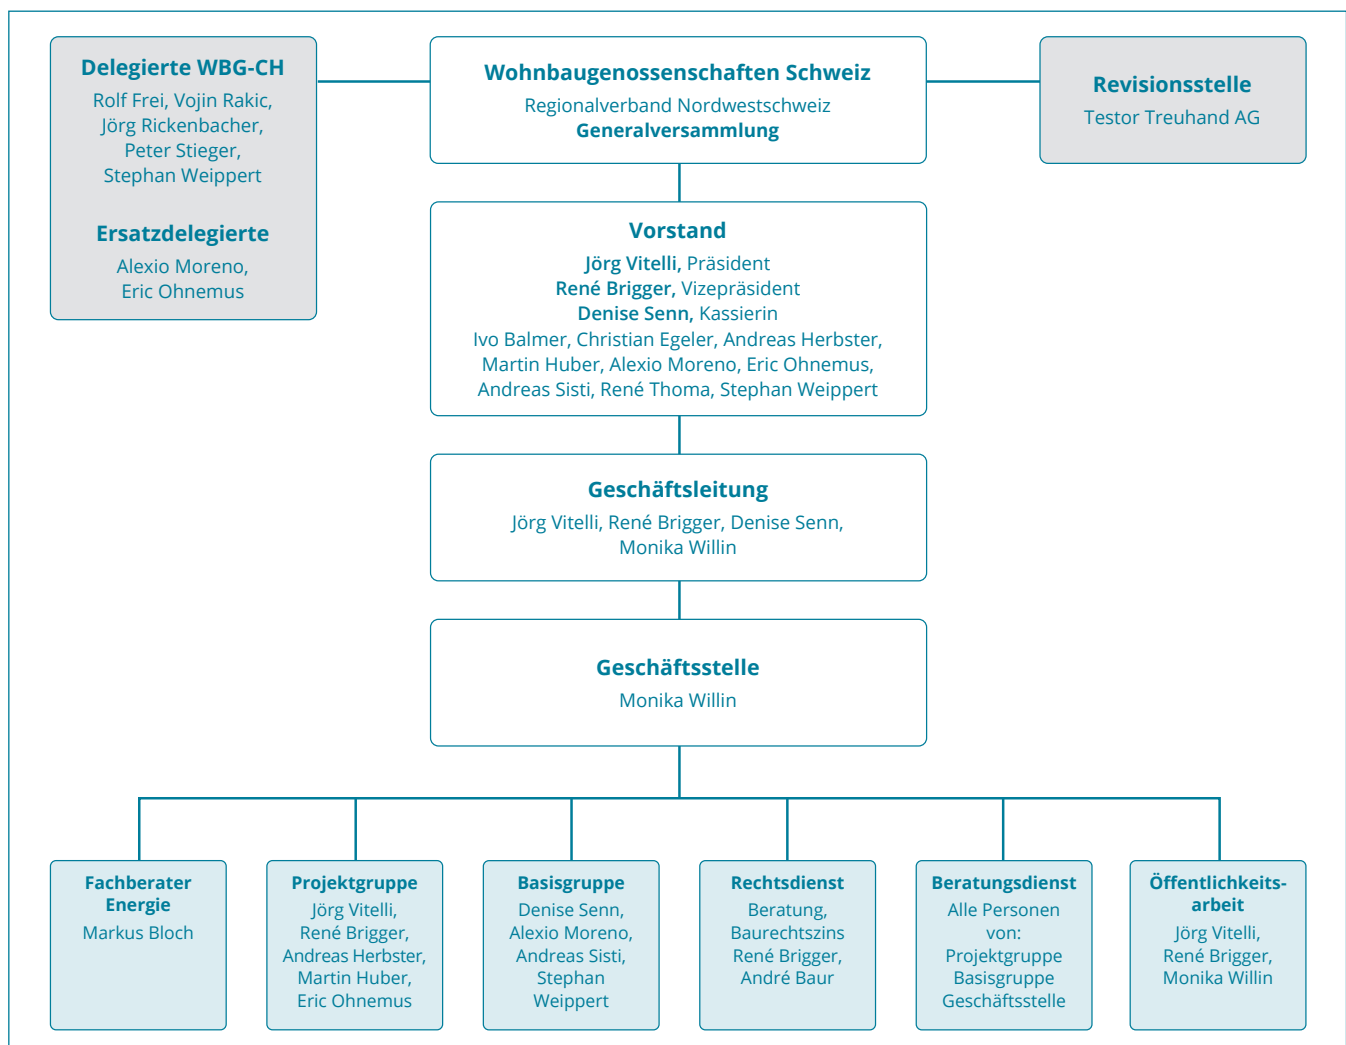 Delegierte WBG-CH
Rolf Frei, Vojin Rakic,
Jörg Rickenbacher,
Peter Stieger,
Stephan Weippert
Ersatzdelegierte
Alexio Moreno,
Eric Ohnemus
Wohnbaugenossenschaften Schweiz
Regionalverband Nordwestschweiz
Generalversammlung
Revisionsstelle
Testor Treuhand AG
Vorstand
Jörg Vitelli, Präsident
René Brigger, Vizepräsident
Denise Senn, Kassierin
Ivo Balmer, Christian Egeler, Andreas Herbster,
Martin Huber, Alexio Moreno, Eric Ohnemus,
Andreas Sisti, René Thoma, Stephan Weippert
Geschäftsleitung
Jörg Vitelli, René Brigger, Denise Senn,
Monika Willin
Geschäftsstelle
Monika Willin
Fachberater
Energie
Markus Bloch
Projektgruppe
Jörg Vitelli,
René Brigger,
Andreas Herbster,
Martin Huber,
Eric Ohnemus
Basisgruppe
Denise Senn,
Alexio Moreno,
Andreas Sisti,
Stephan
Weippert
Rechtsdienst
Beratung,
Baurechtszins
René Brigger,
André Baur
Beratungsdienst
Alle Personen
von:
Projektgruppe
Basisgruppe
Geschäftsstelle
Öffentlichkeits-
arbeit
Jörg Vitelli,
René Brigger,
Monika Willin